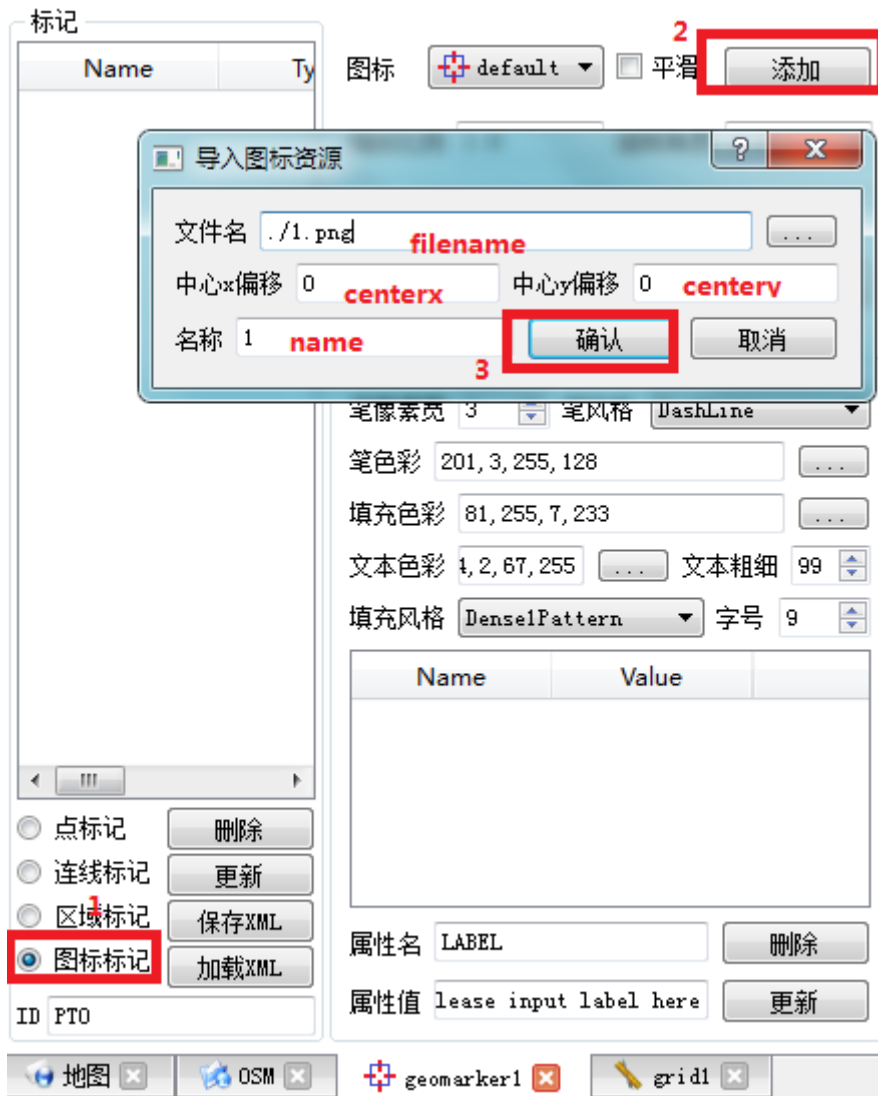 标记
Name Ty
图标 default 平滑 2 添加
导入图标资源
文件名 ./1.png ...
filename
中心x偏移 0 centerx 中心y偏移 0 centery
名称 1 name 确认 取消
3
笔像素宽 3 笔风格 DashLine
笔色彩 201,3,255,128 ...
填充色彩 81,255,7,233 ...
文本色彩 4,2,67,255 ... 文本粗细 99
填充风格 Dense1Pattern 字号 9
Name Value
点标记 删除
连线标记 更新
1
区域标记 保存XML
图标标记 加载XML
ID PT0
属性名 LABEL 删除
属性值 lease input label here 更新
地图 OSM geomarker1 grid1